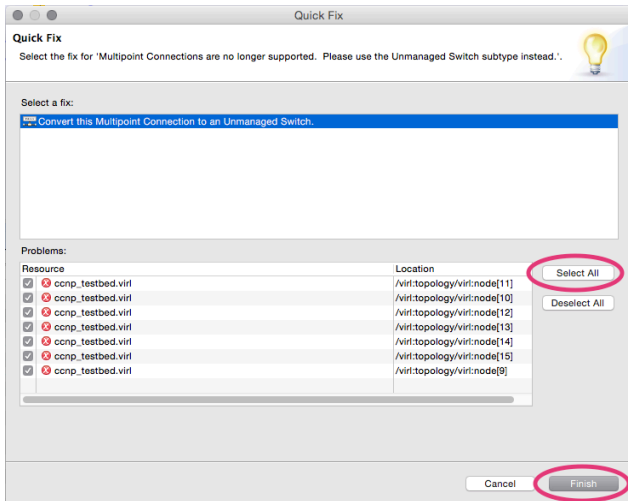 Quick Fix
Quick Fix
Select the fix for 'Multipoint Connections are no longer supported.  Please use the Unmanaged Switch subtype instead.'.
Select a fix:
Convert this Multipoint Connection to an Unmanaged Switch.
Problems:
Resource Location
ccnp_testbed.virl /virl:topology/virl:node[11]
ccnp_testbed.virl /virl:topology/virl:node[10]
ccnp_testbed.virl /virl:topology/virl:node[12]
ccnp_testbed.virl /virl:topology/virl:node[13]
ccnp_testbed.virl /virl:topology/virl:node[14]
ccnp_testbed.virl /virl:topology/virl:node[15]
ccnp_testbed.virl /virl:topology/virl:node[9]
Select All
Deselect All
Cancel Finish